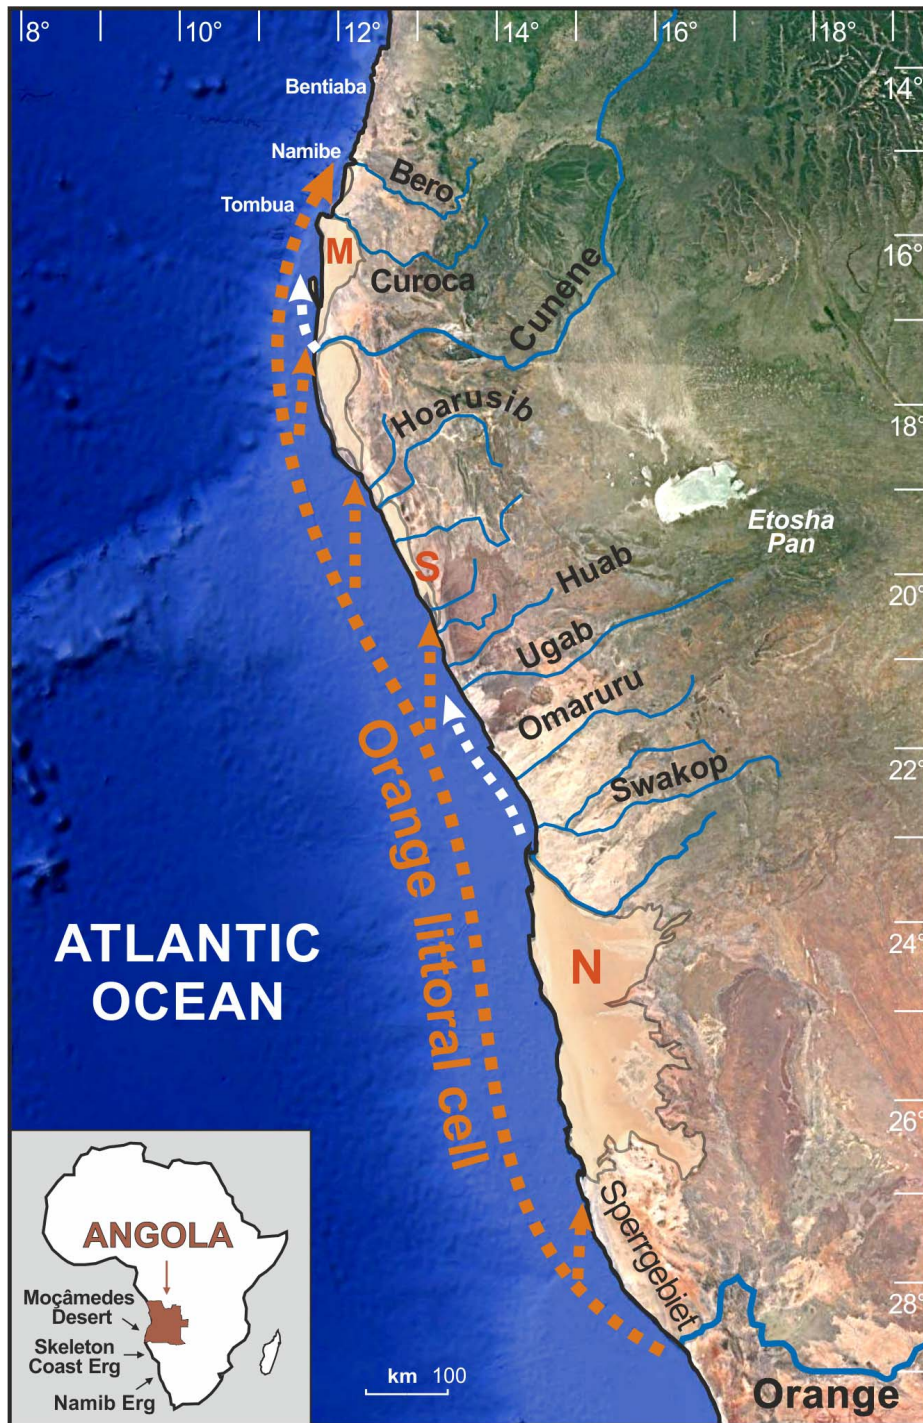 8°
10°
12°
14°
16°
18°
14°
Bentiaba
Namibe
Bero
Tombua
16°
M
Curoca
Cunene
Hoarusib
18°
Etosha
Pan
S
Huab
20°
Ugab
Omaruru
Swakop
22°
Orange littoral cell
ATLANTIC
OCEAN
N
24°
26°
Sperrgebiet
28°
Orange
km 100
ANGOLA
Moçâmedes
Desert
Skeleton
Coast Erg
Namib Erg